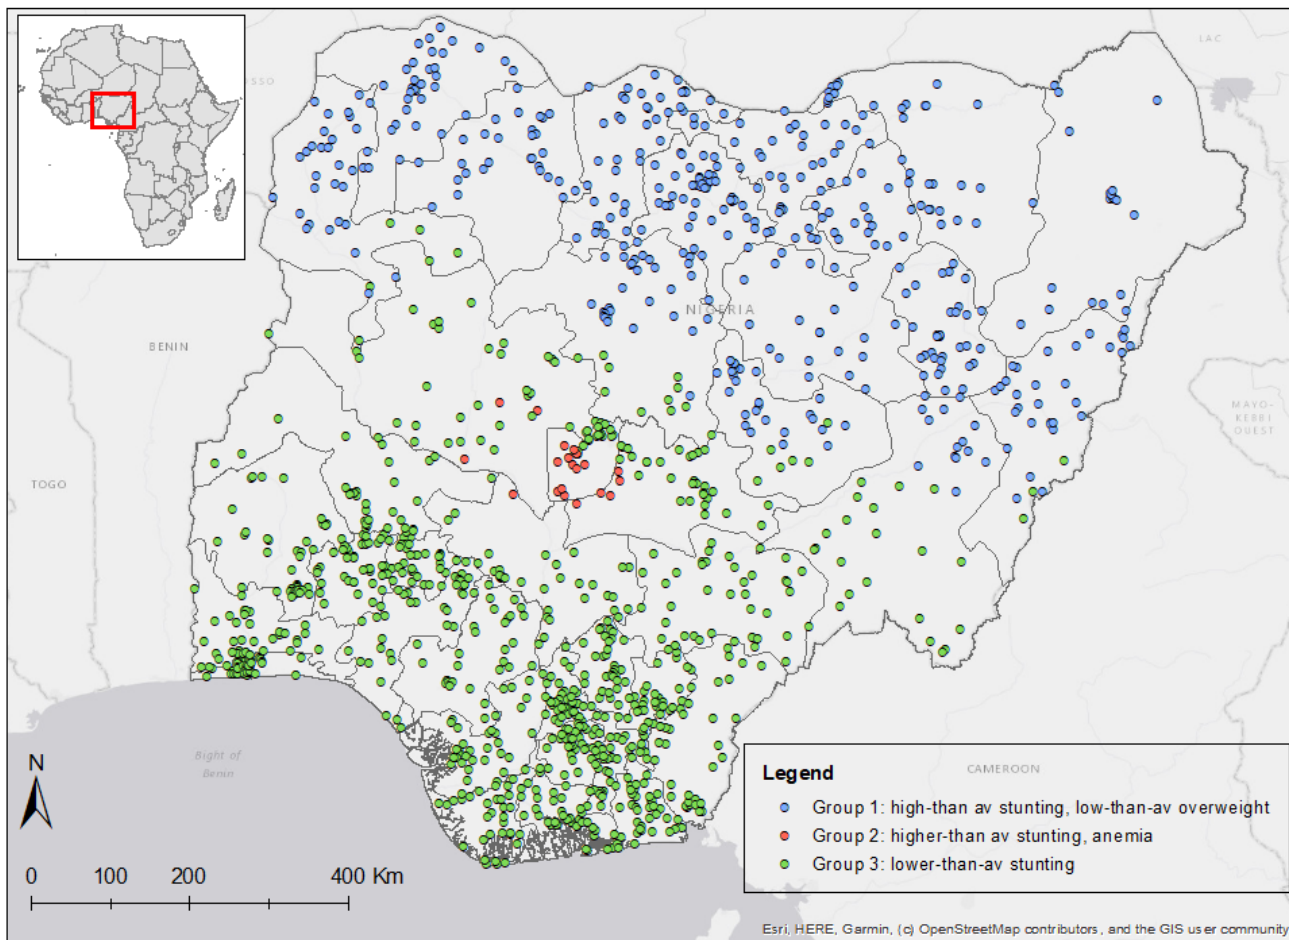 OSSO
LAC
NIGERIA
BENIN
MAYO-
KEBBI
OUEST
TOGO
Bight of
Benin
CAMEROON
N
0 100 200 400 Km
Legend
Group 1: high-than av stunting, low-than-av overweight
Group 2: higher-than av stunting, anemia
Group 3: lower-than-av stunting
Esri, HERE, Garmin, (c) OpenStreetMap contributors, and the GIS user community